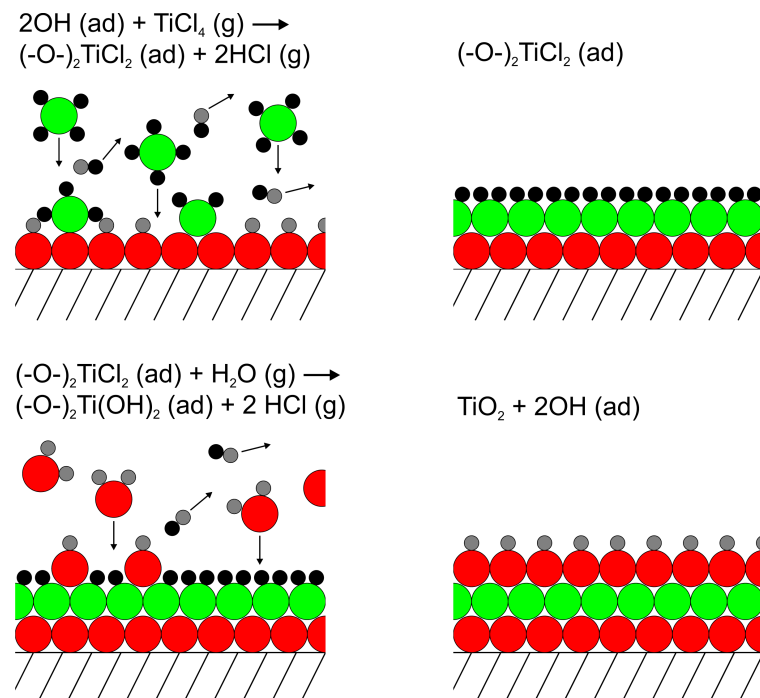 2OH (ad) + TiCl₄ (g) ⟶
(-O-)₂TiCl₂ (ad) + 2HCl (g)
(-O-)₂TiCl₂ (ad)
(-O-)₂TiCl₂ (ad) + H₂O (g) ⟶
(-O-)₂Ti(OH)₂ (ad) + 2 HCl (g)
TiO₂ + 2OH (ad)